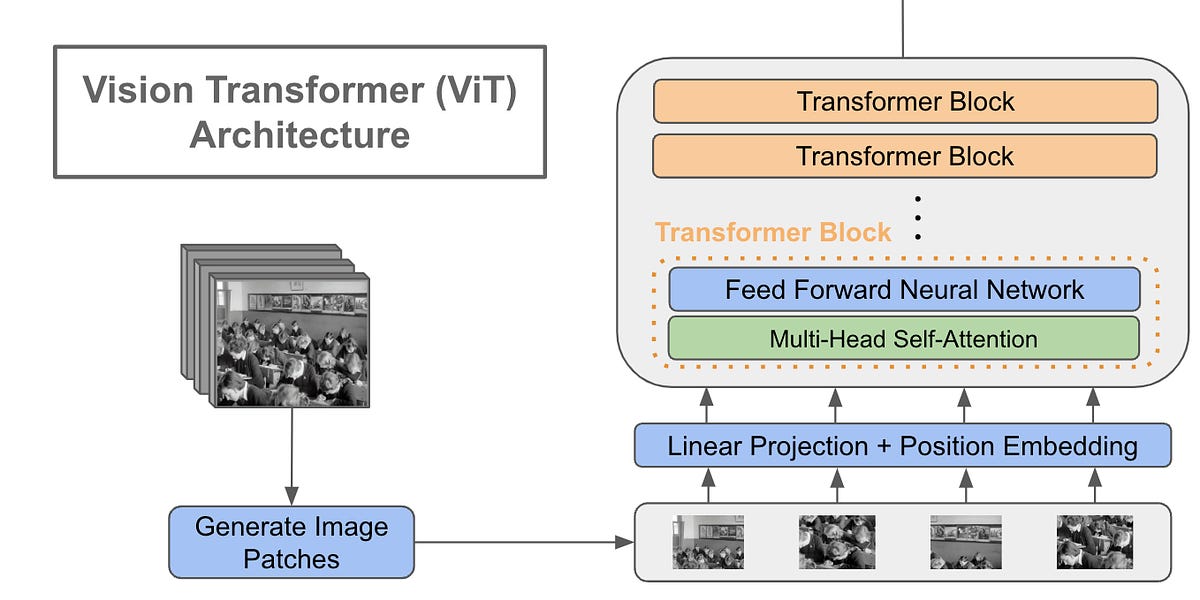 Vision Transformer (ViT)
Architecture
Transformer Block
Transformer Block
Transformer Block
Feed Forward Neural Network
Multi-Head Self-Attention
Linear Projection + Position Embedding
Generate Image
Patches